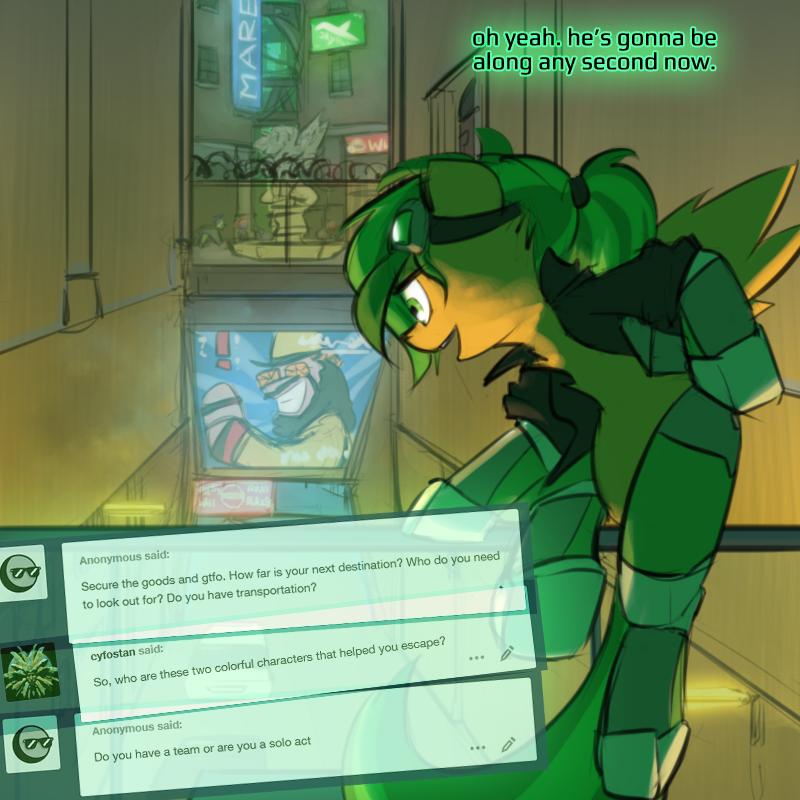 oh yeah. he's gonna be
along any second now.
MARE
Anonymous said:
Secure the goods and gtfo. How far is your next destination? Who do you need
to look out for? Do you have transportation?
cyfostan said:
So, who are these two colorful characters that helped you escape?
Anonymous said:
Do you have a team or are you a solo act